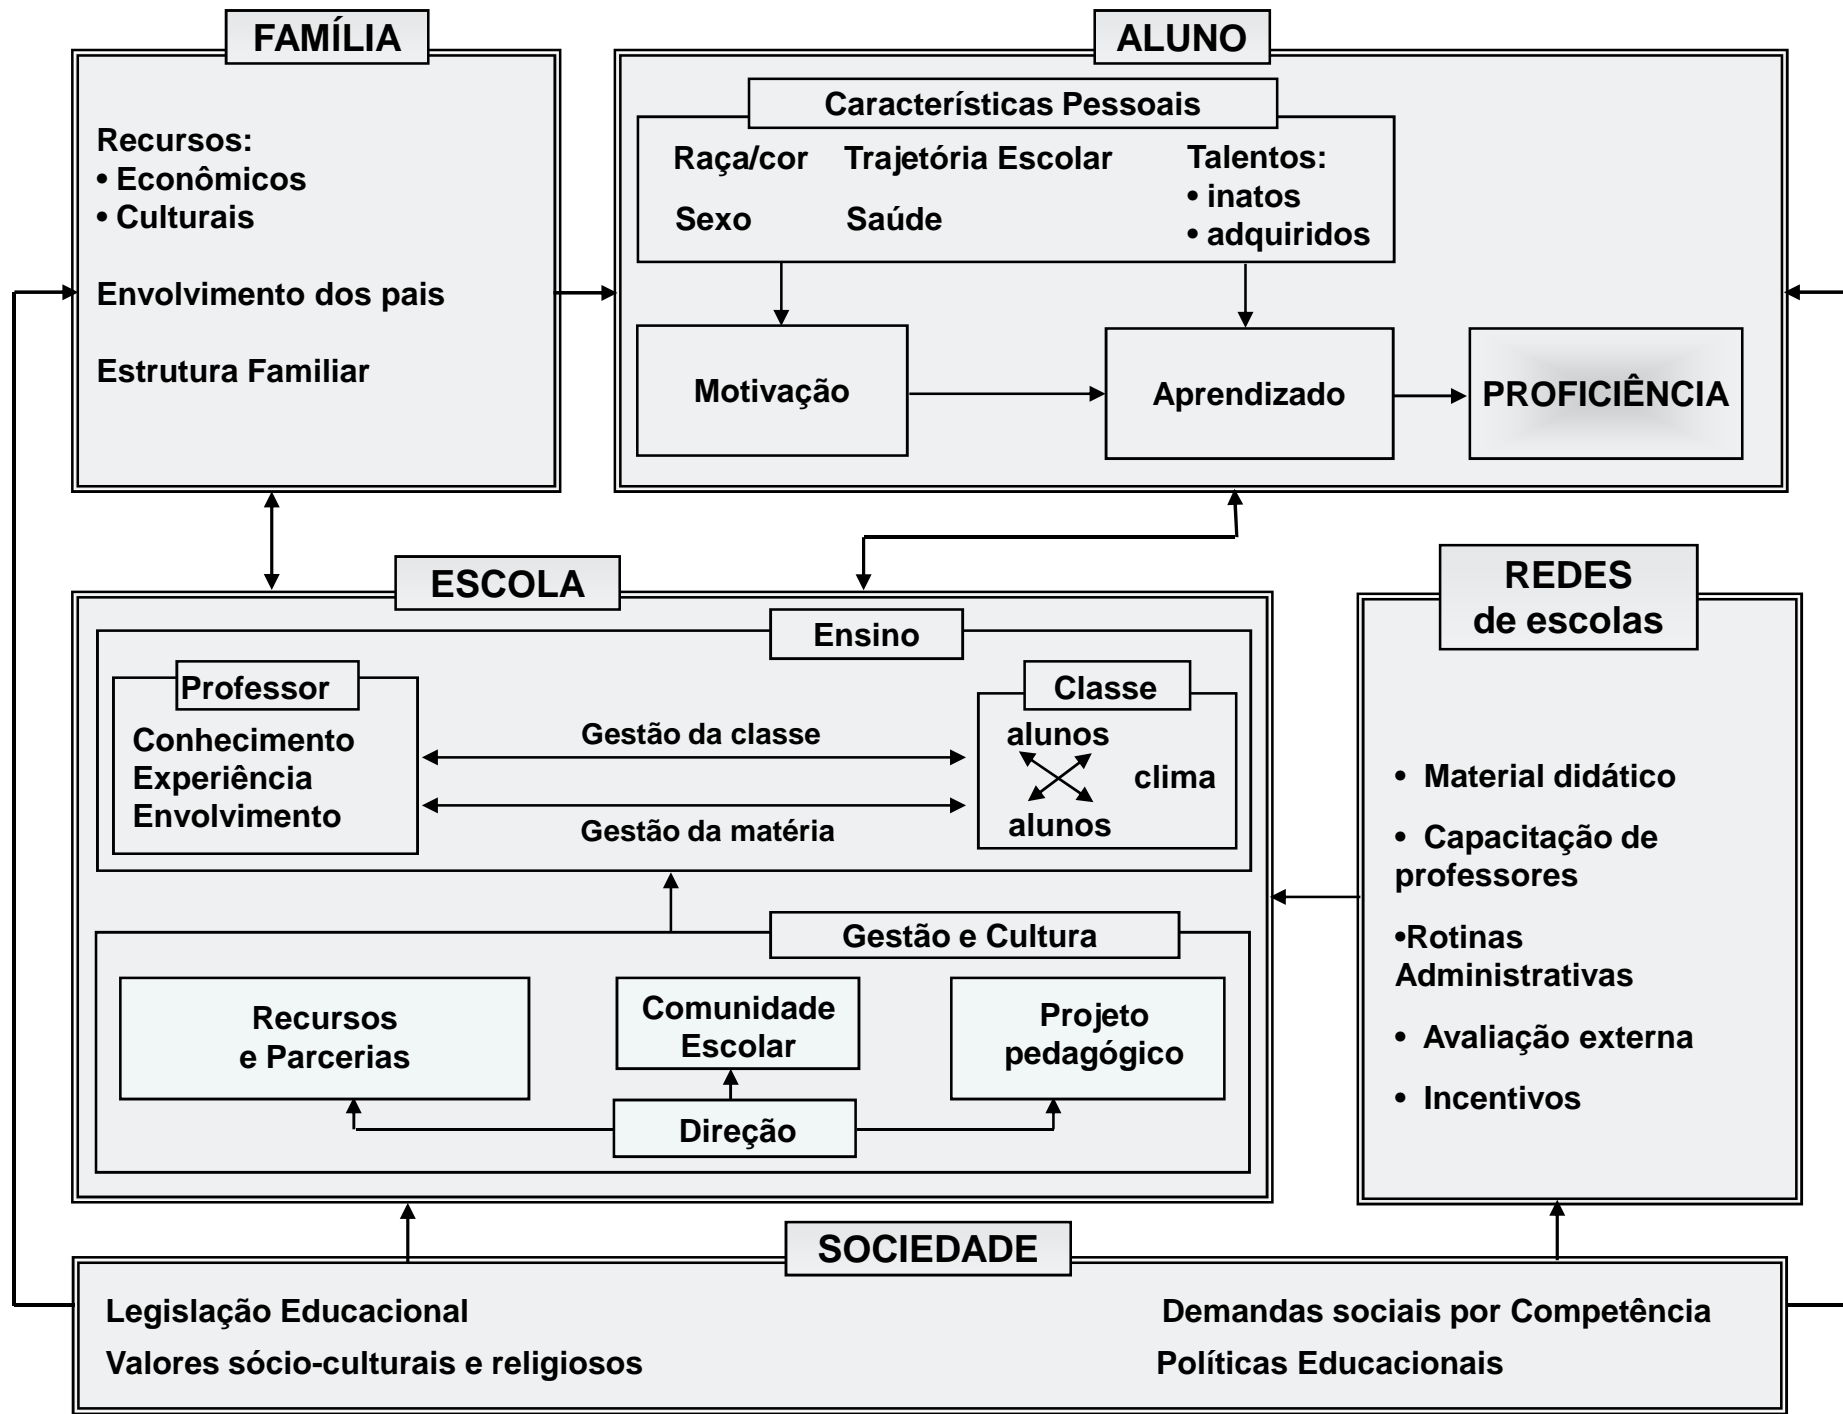 FAMÍLIA
Recursos:
• Econômicos
• Culturais
Envolvimento dos pais
Estrutura Familiar
ALUNO
Características Pessoais
Raça/cor Trajetória Escolar Talentos:
• inatos
Sexo Saúde
• adquiridos
Motivação
Aprendizado
PROFICIÊNCIA
ESCOLA
Ensino
Professor
Conhecimento
Experiência
Envolvimento
Gestão da classe
Gestão da matéria
Classe
alunos
clima
alunos
Gestão e Cultura
Recursos
e Parcerias
Comunidade
Escolar
Projeto
pedagógico
Direção
REDES
de escolas
• Material didático
• Capacitação de
professores
•Rotinas
Administrativas
• Avaliação externa
• Incentivos
SOCIEDADE
Legislação Educacional
Demandas sociais por Competência
Valores sócio-culturais e religiosos
Políticas Educacionais